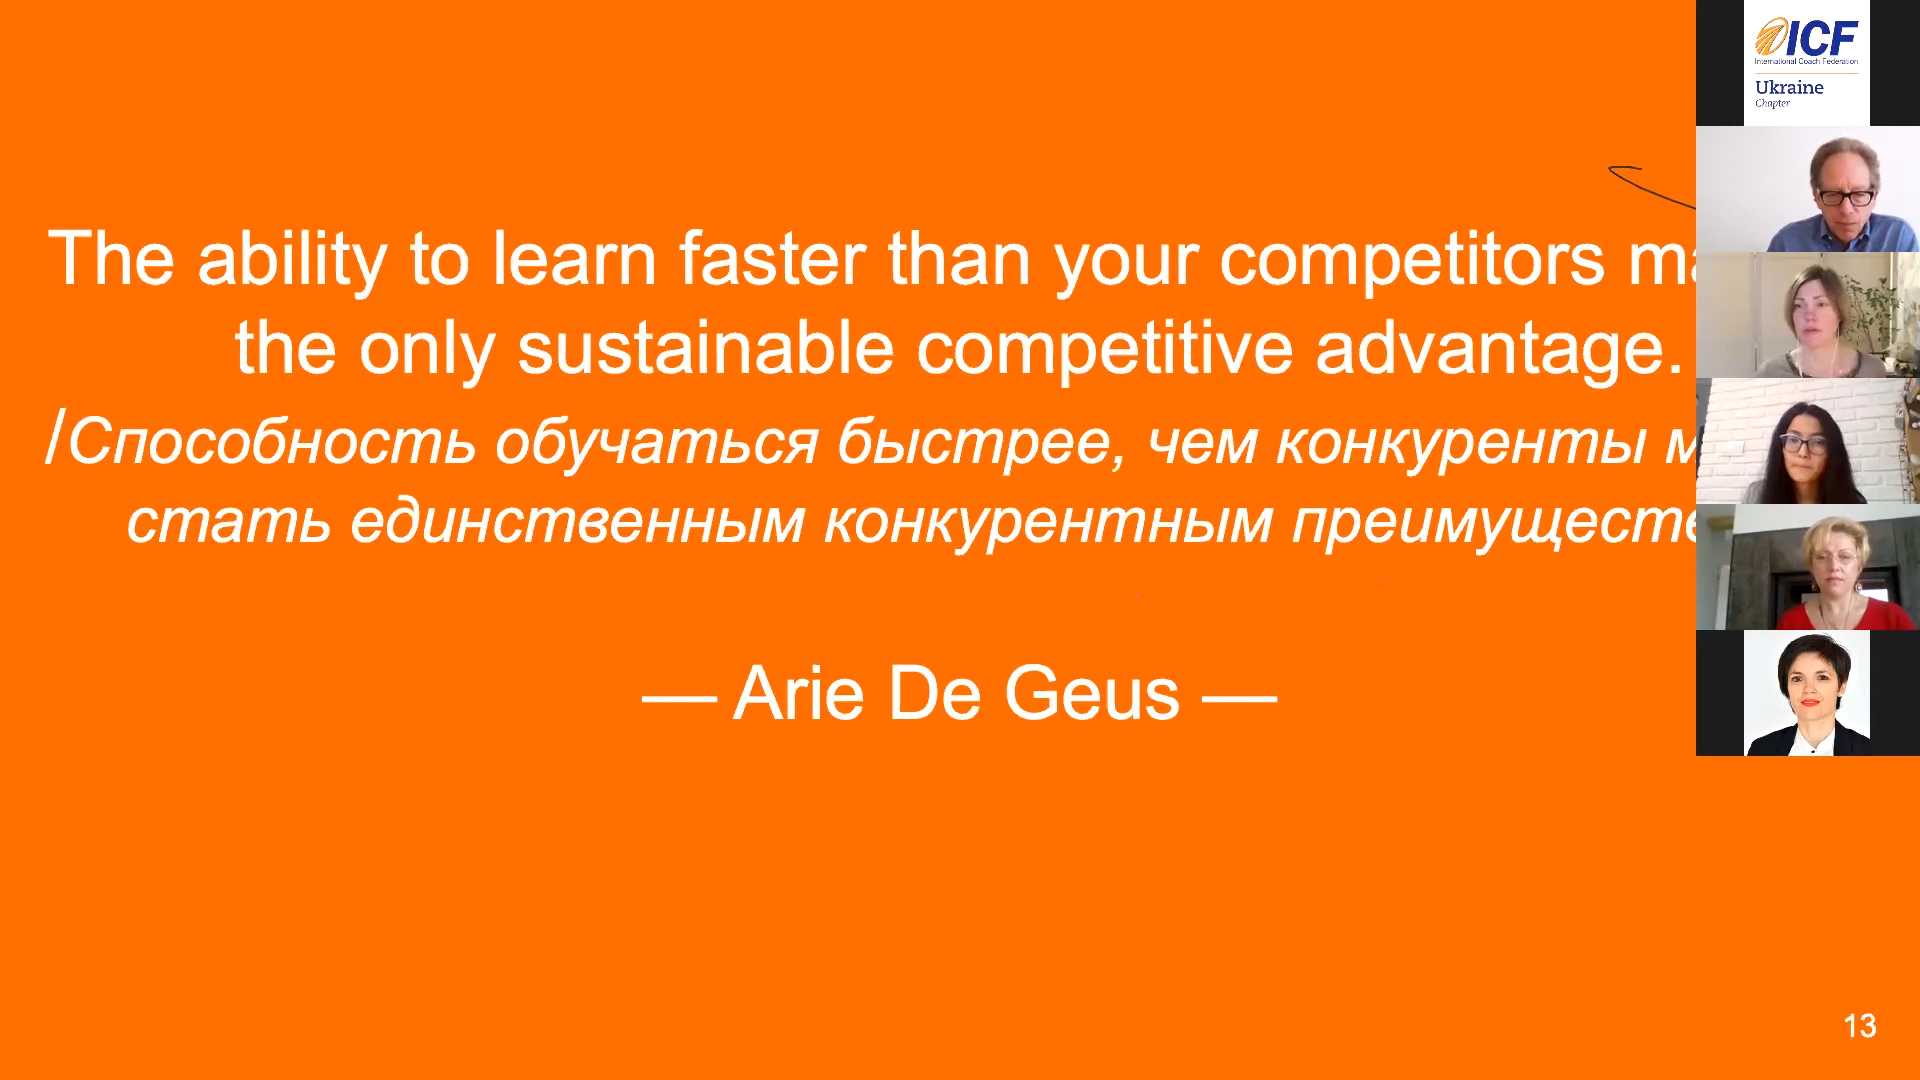 The ability to learn faster than your competitors
the only sustainable competitive advantage.
/Способность обучаться быстрее, чем конкуренты
стать единственным конкурентным
— Arie De Geus —
13
ICF
International Coach Federation
Ukraine
Chapter